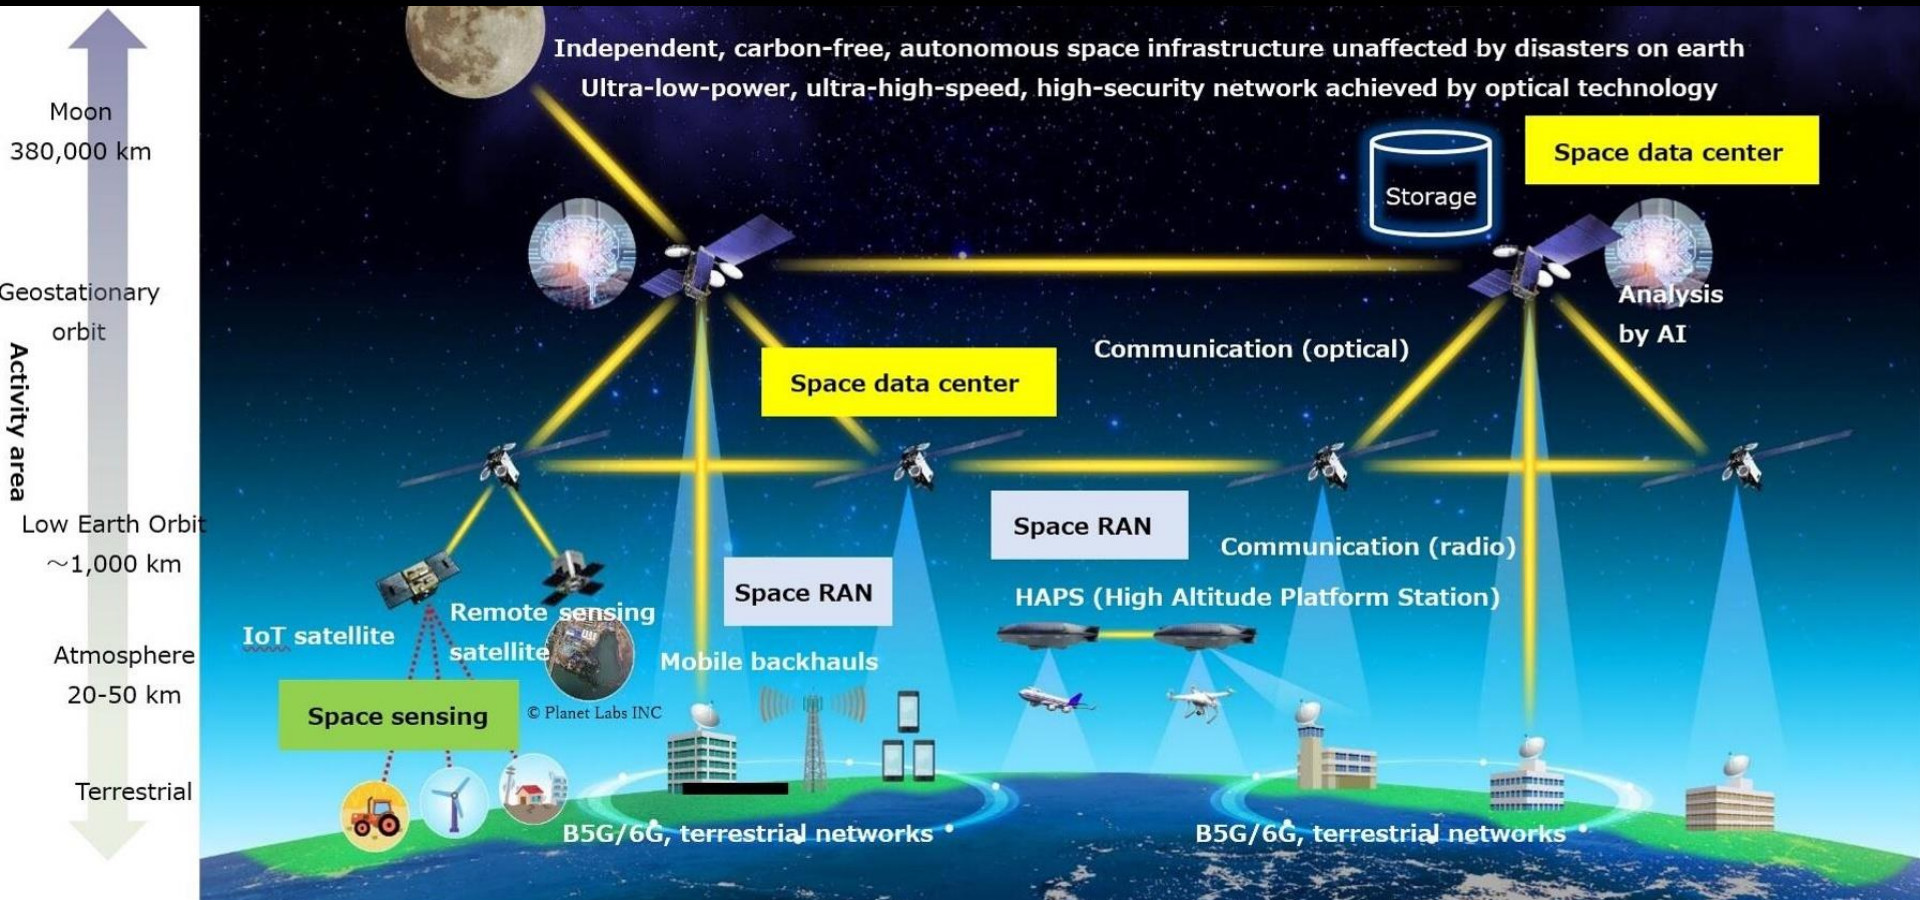 Independent, carbon-free, autonomous space infrastructure unaffected by disasters on earth
Ultra-low-power, ultra-high-speed, high-security network achieved by optical technology
Moon
380,000 km
Space data center
Storage
Geostationary
orbit
Analysis
by AI
Communication (optical)
Space data center
Activity area
Low Earth Orbit
～1,000 km
Space RAN
Communication (radio)
Space RAN
HAPS (High Altitude Platform Station)
IoT satellite
Remote sensing
satellite
Mobile backhauls
Atmosphere
20-50 km
Space sensing
© Planet Labs INC
Terrestrial
B5G/6G, terrestrial networks
B5G/6G, terrestrial networks